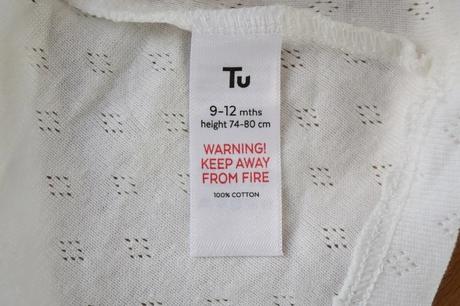 Tu
9-12 mths
height 74-80 cm
WARNING!
KEEP AWAY
FROM FIRE
100% COTTON